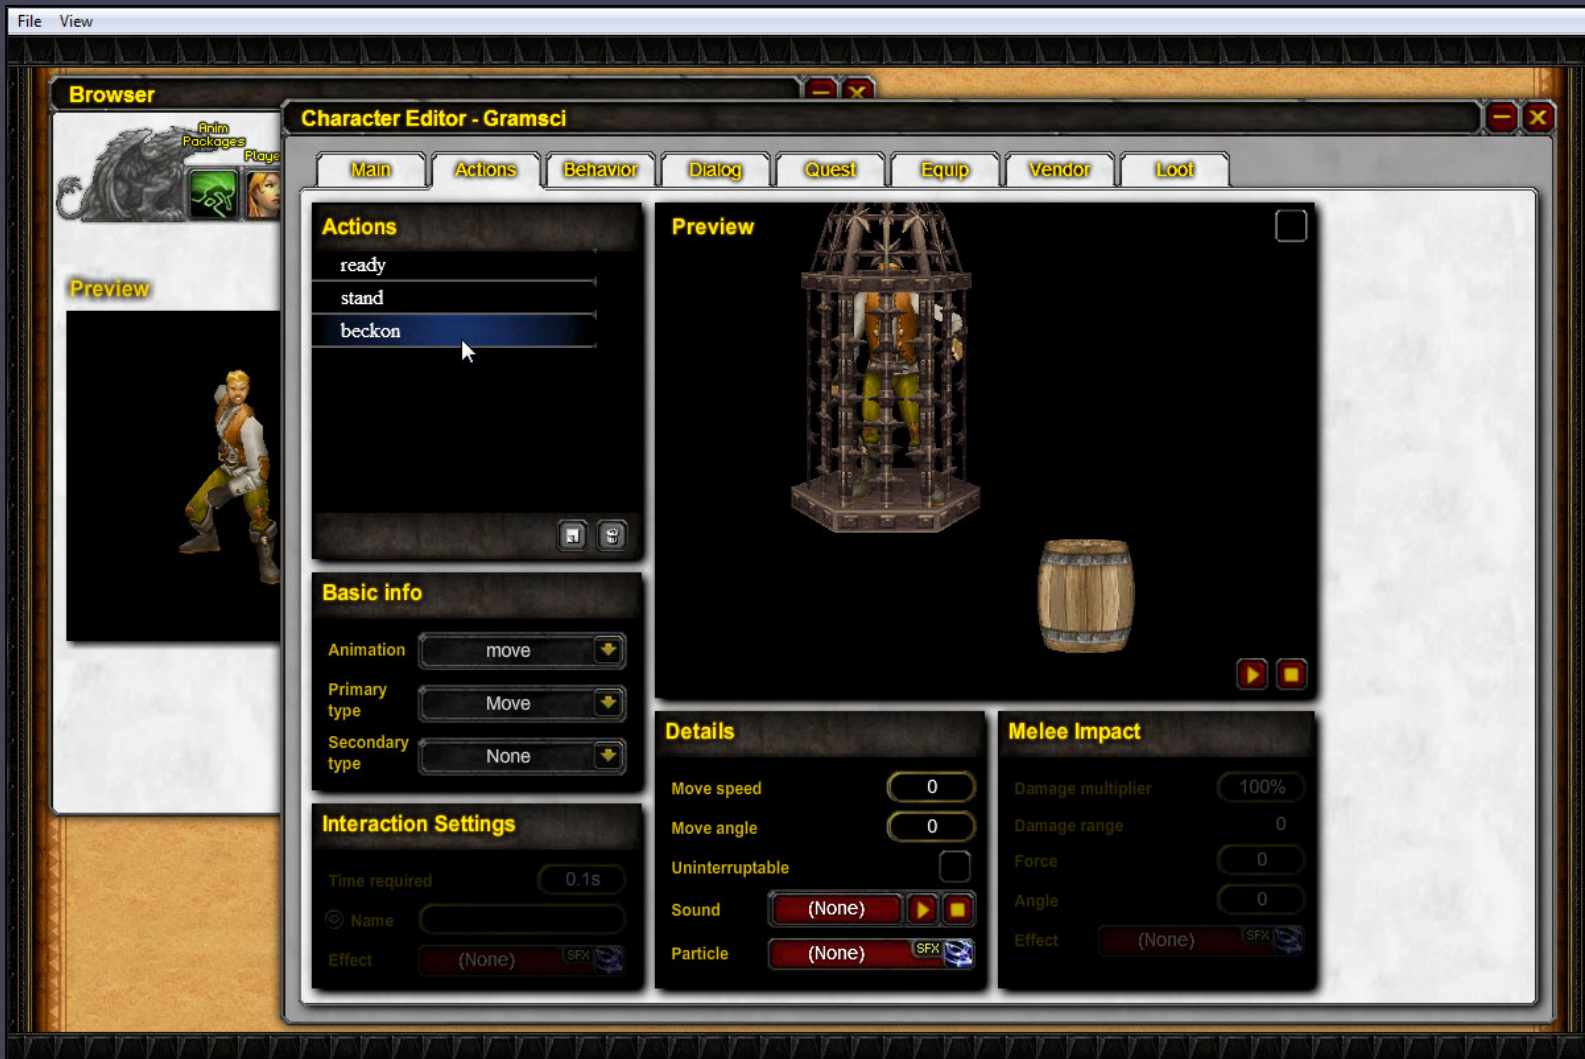 File View
Browser
Anim
Packages
Playe
Preview
Character Editor - Gramsci
Main Actions Behavior Dialog Quest Equip Vendor Loot
Actions
ready
stand
beckon
Preview
Basic info
Animation move
Primary
type Move
Secondary
type None
Interaction Settings
Time required 0.1s
Name
Effect (None) SFX
Details
Move speed 0
Move angle 0
Uninterruptable
Sound (None)
Particle (None) SFX
Melee Impact
Damage multiplier 100%
Damage range 0
Force 0
Angle 0
Effect (None) SFX